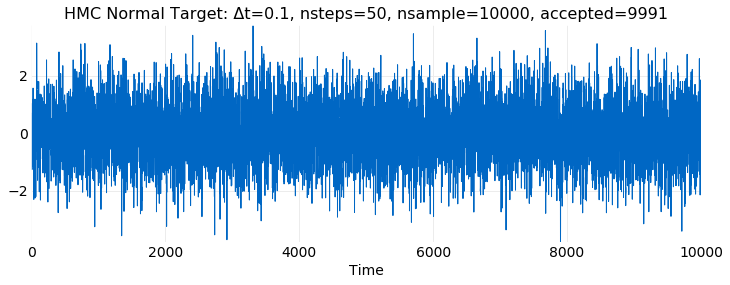 HMC Normal Target: Δt=0.1, nsteps=50, nsample=10000, accepted=9991
2
0
−2
0 2000 4000 6000 8000 10000
Time